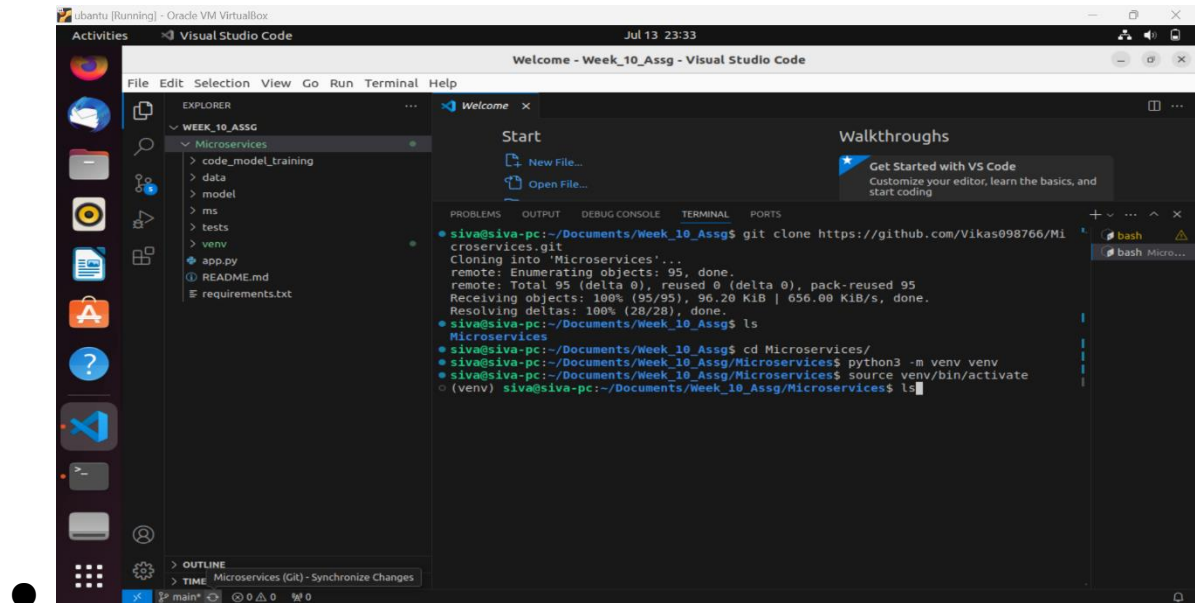 ubantu [Running] - Oracle VM VirtualBox
Activities Visual Studio Code Jul 13 23:33
Welcome - Week_10_Assg - Visual Studio Code
File Edit Selection View Go Run Terminal Help
EXPLORER
WEEK_10_ASSG
Microservices
code_model_training
data
model
ms
tests
venv
app.py
README.md
requirements.txt
OUTLINE
TIME
Microservices (Git) - Synchronize Changes
Welcome
Start
New File...
Open File...
Walkthroughs
Get Started with VS Code
Customize your editor, learn the basics, and
start coding
PROBLEMS OUTPUT DEBUG CONSOLE TERMINAL PORTS
siva@siva-pc:~/Documents/Week_10_Assg$ git clone https://github.com/Vikas098766/Mi
croservices.git
Cloning into 'Microservices'...
remote: Enumerating objects: 95, done.
remote: Total 95 (delta 0), reused 0 (delta 0), pack-reused 95
Receiving objects: 100% (95/95), 96.20 KiB | 656.00 KiB/s, done.
Resolving deltas: 100% (28/28), done.
siva@siva-pc:~/Documents/Week_10_Assg$ ls
Microservices
siva@siva-pc:~/Documents/Week_10_Assg$ cd Microservices/
siva@siva-pc:~/Documents/Week_10_Assg/Microservices$ python3 -m venv venv
siva@siva-pc:~/Documents/Week_10_Assg/Microservices$ source venv/bin/activate
(venv) siva@siva-pc:~/Documents/Week_10_Assg/Microservices$ ls
bash
bash Micro...
main* 0 0 0